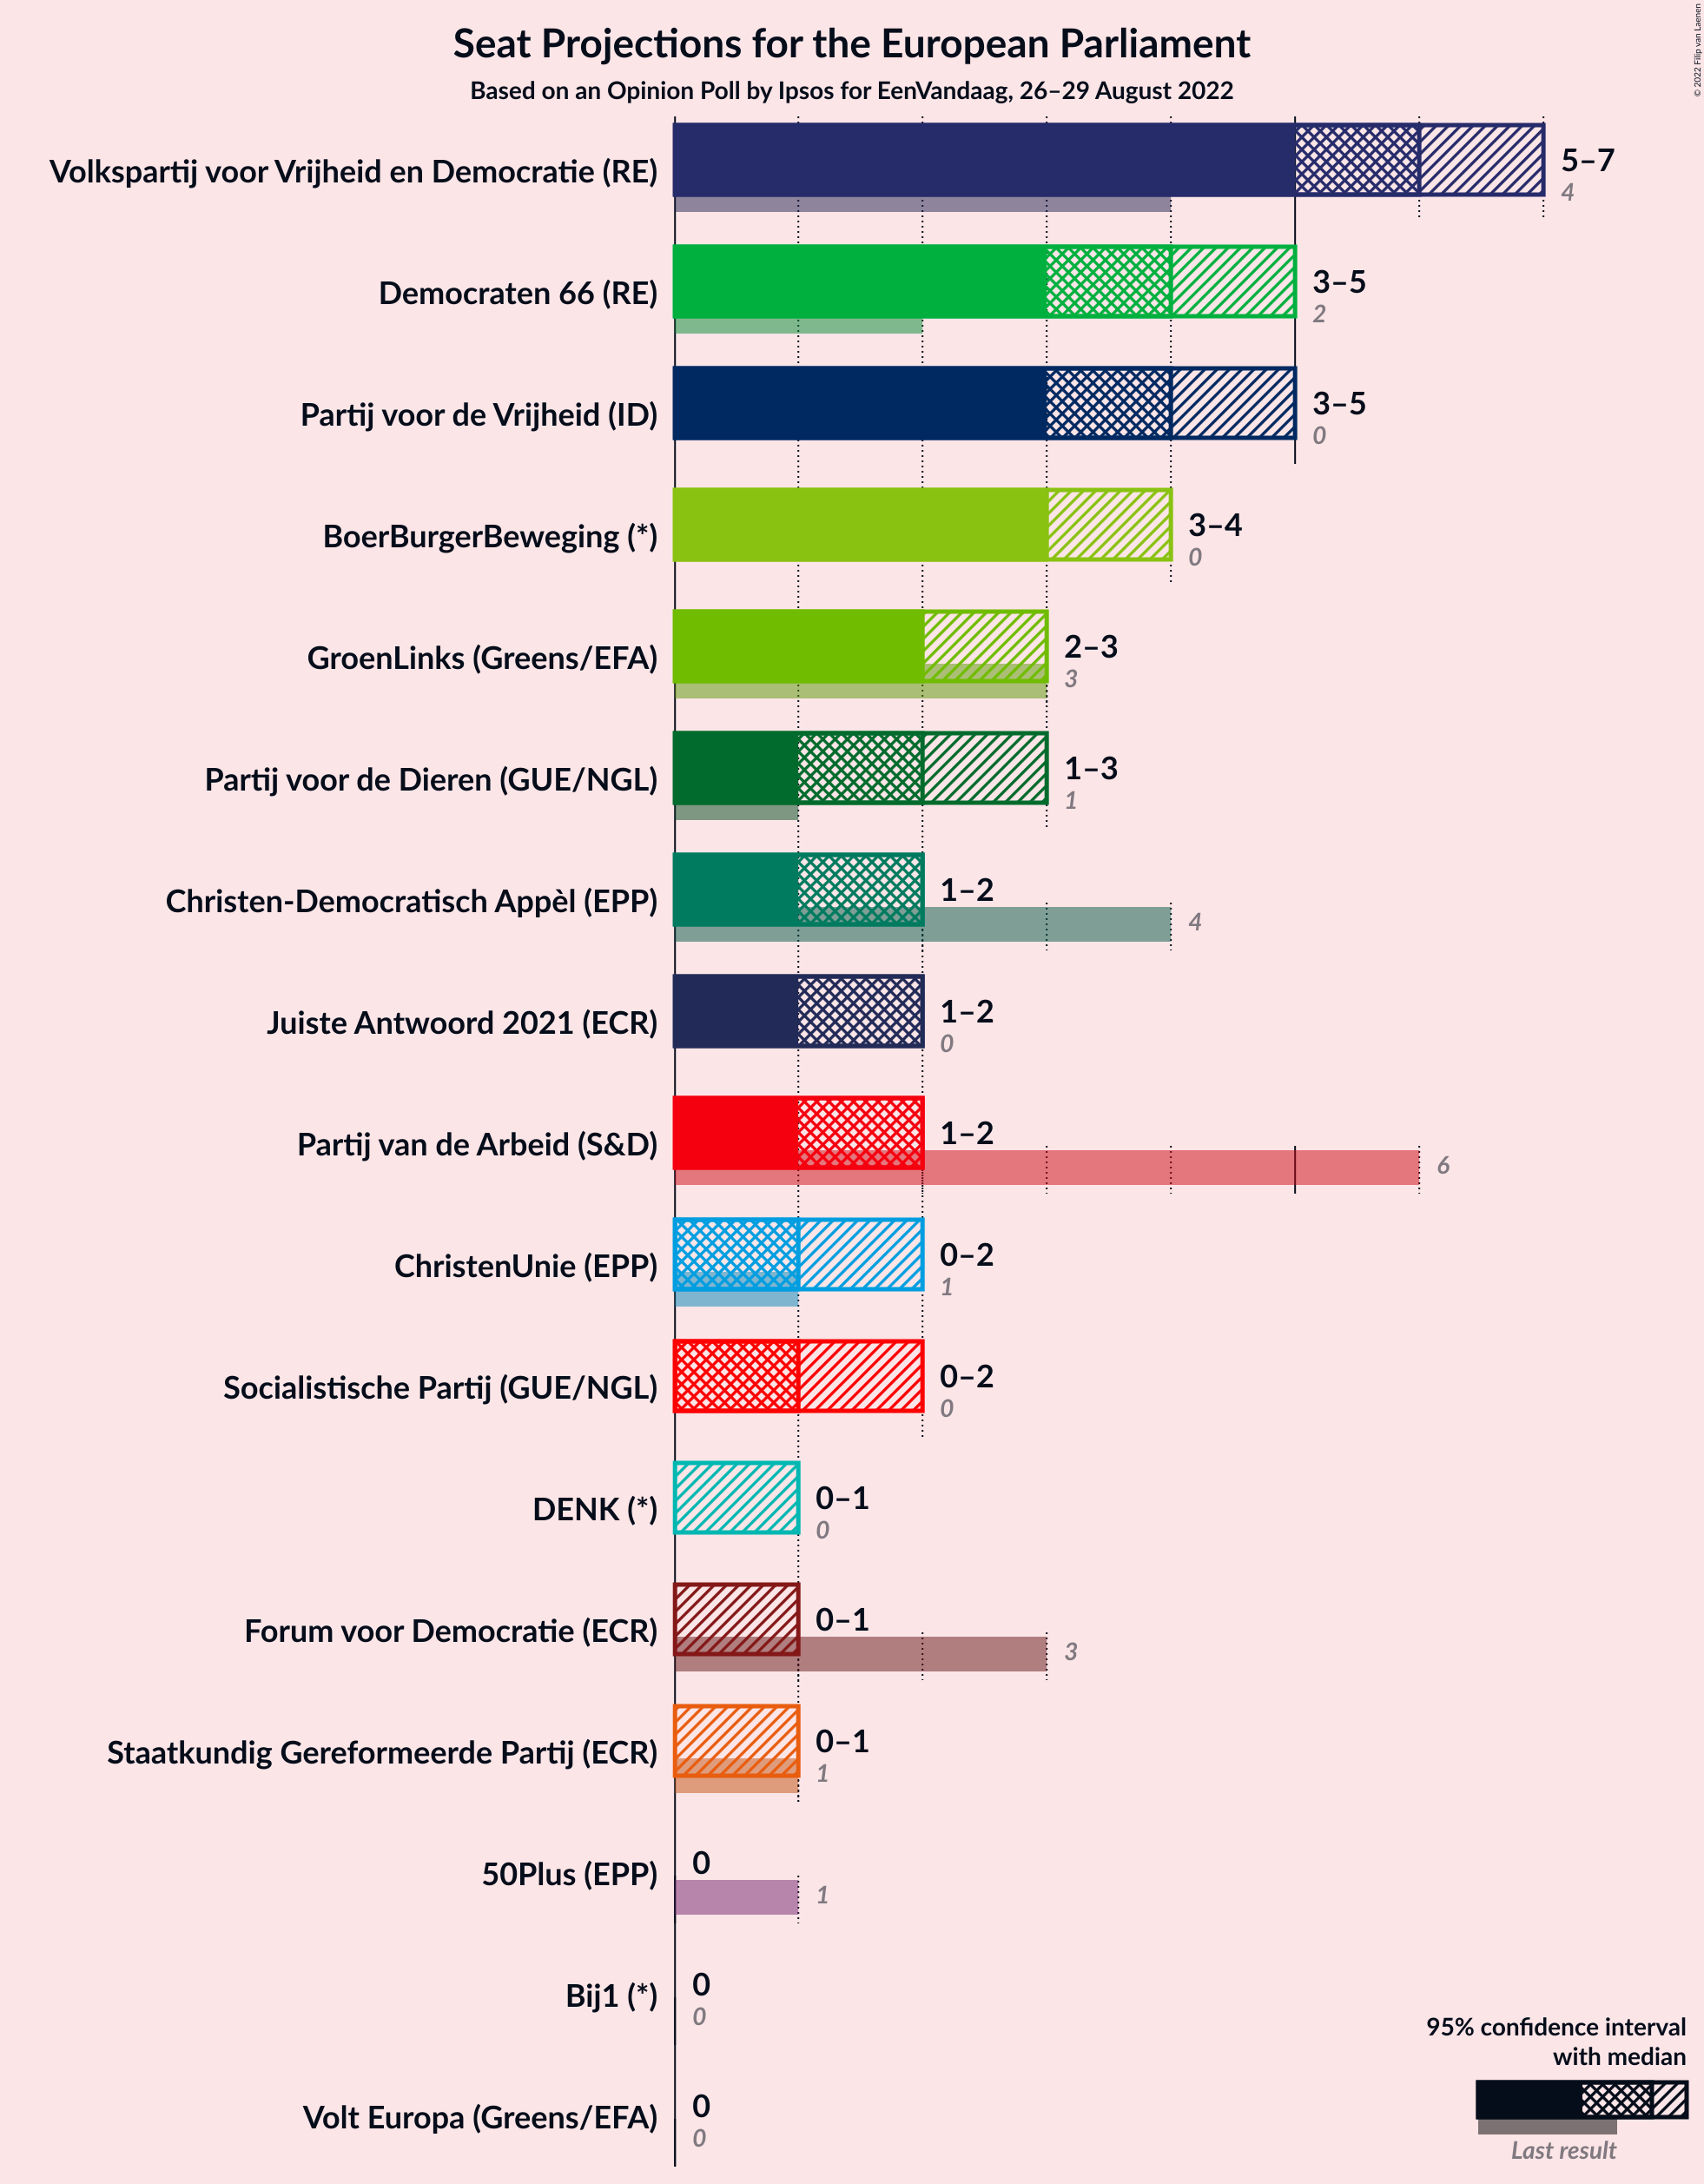 Seat Projections for the European Parliament
Based on an Opinion Poll by Ipsos for EenVandaag, 26–29 August 2022
© 2022 Filip van Laenen
Volkspartij voor Vrijheid en Democratie (RE)
5–7
4
Democraten 66 (RE)
3–5
2
Partij voor de Vrijheid (ID)
3–5
0
BoerBurgerBeweging (*)
3–4
0
GroenLinks (Greens/EFA)
2–3
3
Partij voor de Dieren (GUE/NGL)
1–3
1
Christen-Democratisch Appèl (EPP)
1–2
4
Juiste Antwoord 2021 (ECR)
1–2
0
Partij van de Arbeid (S&D)
1–2
6
ChristenUnie (EPP)
0–2
1
Socialistische Partij (GUE/NGL)
0–2
0
DENK (*)
0–1
0
Forum voor Democratie (ECR)
0–1
3
Staatkundig Gereformeerde Partij (ECR)
0–1
1
50Plus (EPP)
0
1
Bij1 (*)
0
0
Volt Europa (Greens/EFA)
0
0
95% confidence interval
with median
Last result